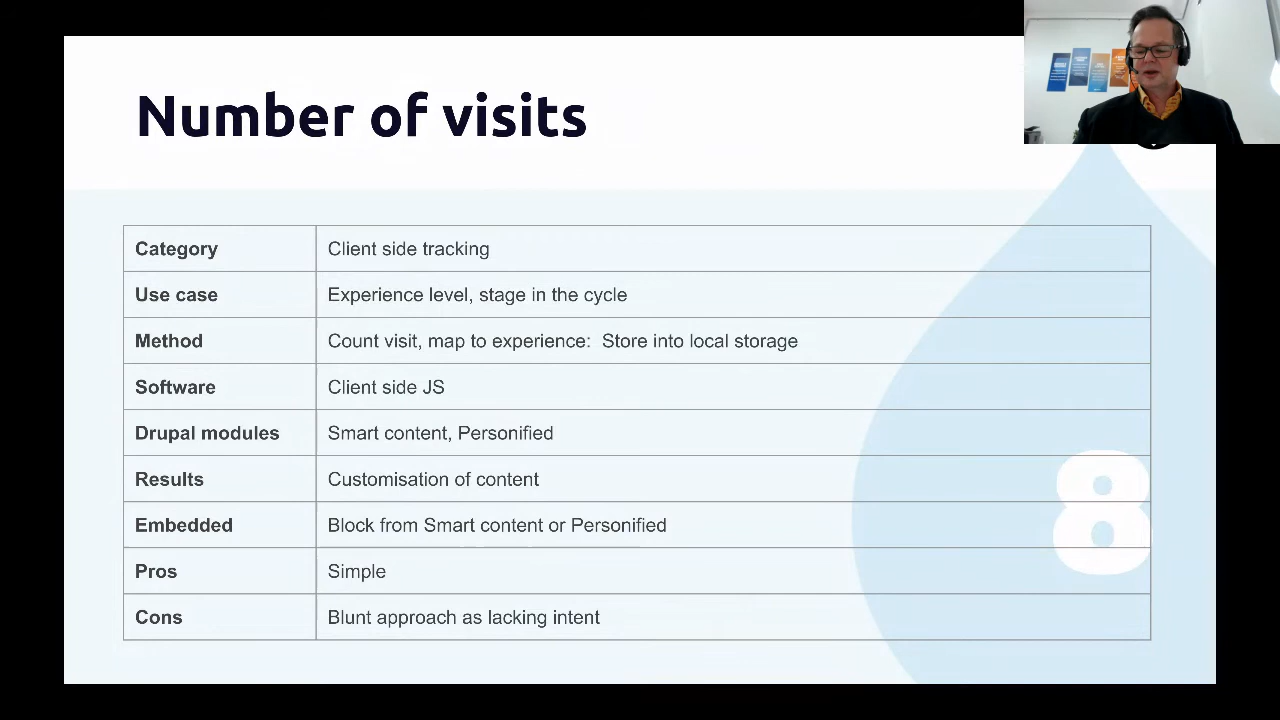 Number of visits
Category Client side tracking
Use case Experience level, stage in the cycle
Method Count visit, map to experience:  Store into local storage
Software Client side JS
Drupal modules Smart content, Personified
Results Customisation of content
Embedded Block from Smart content or Personified
Pros Simple
Cons Blunt approach as lacking intent
8